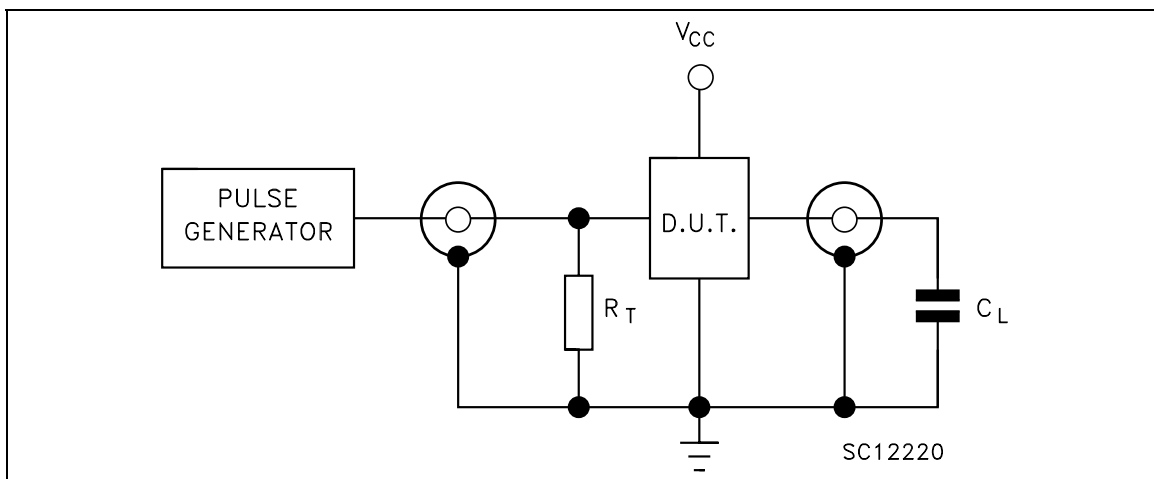 VCC
PULSE
GENERATOR
D.U.T.
RT
CL
SC12220